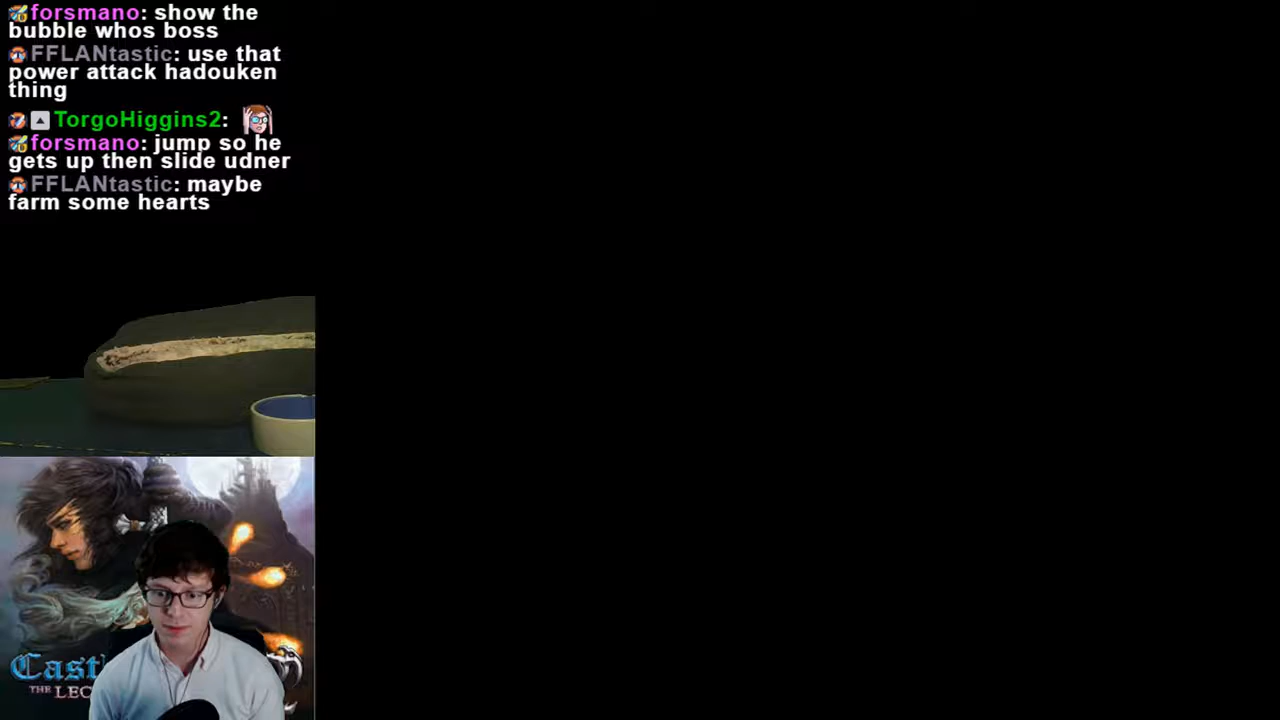 forsmano: show the
bubble whos boss
FFLANtastic: use that
power attack hadouken
thing
TorgoHiggins2:
forsmano: jump so he
gets up then slide udner
FFLANtastic: maybe
farm some hearts
Cast
THE LEC